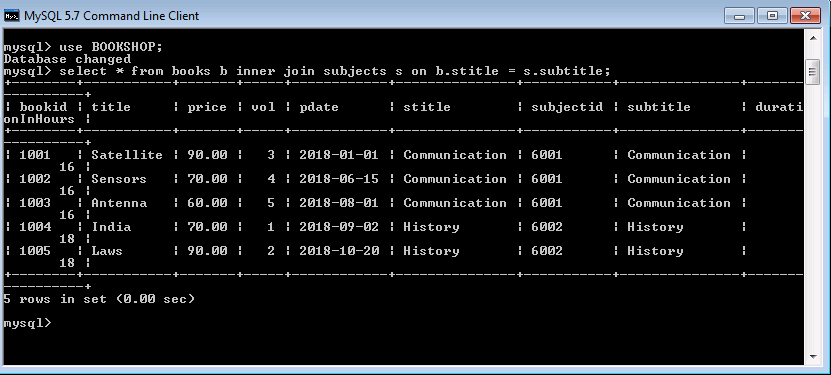 MySQL 5.7 Command Line Client
mysql> use BOOKSHOP;
Database changed
mysql> select * from books b inner join subjects s on b.stitle = s.subtitle;
+--------+-----------+-------+-----+------------+---------------+-----------+---------------+-------
----------+
| bookid | title     | price | vol | pdate      | stitle        | subjectid | subtitle      | durati
onInHours |
+--------+-----------+-------+-----+------------+---------------+-----------+---------------+-------
----------+
| 1001   | Satellite | 90.00 |   3 | 2018-01-01 | Communication | 6001      | Communication |
       16 |
| 1002   | Sensors   | 70.00 |   4 | 2018-06-15 | Communication | 6001      | Communication |
       16 |
| 1003   | Antenna   | 60.00 |   5 | 2018-08-01 | Communication | 6001      | Communication |
       16 |
| 1004   | India     | 70.00 |   1 | 2018-09-02 | History       | 6002      | History       |
       18 |
| 1005   | Laws      | 90.00 |   2 | 2018-10-20 | History       | 6002      | History       |
       18 |
+--------+-----------+-------+-----+------------+---------------+-----------+---------------+-------
----------+
5 rows in set (0.00 sec)
mysql>